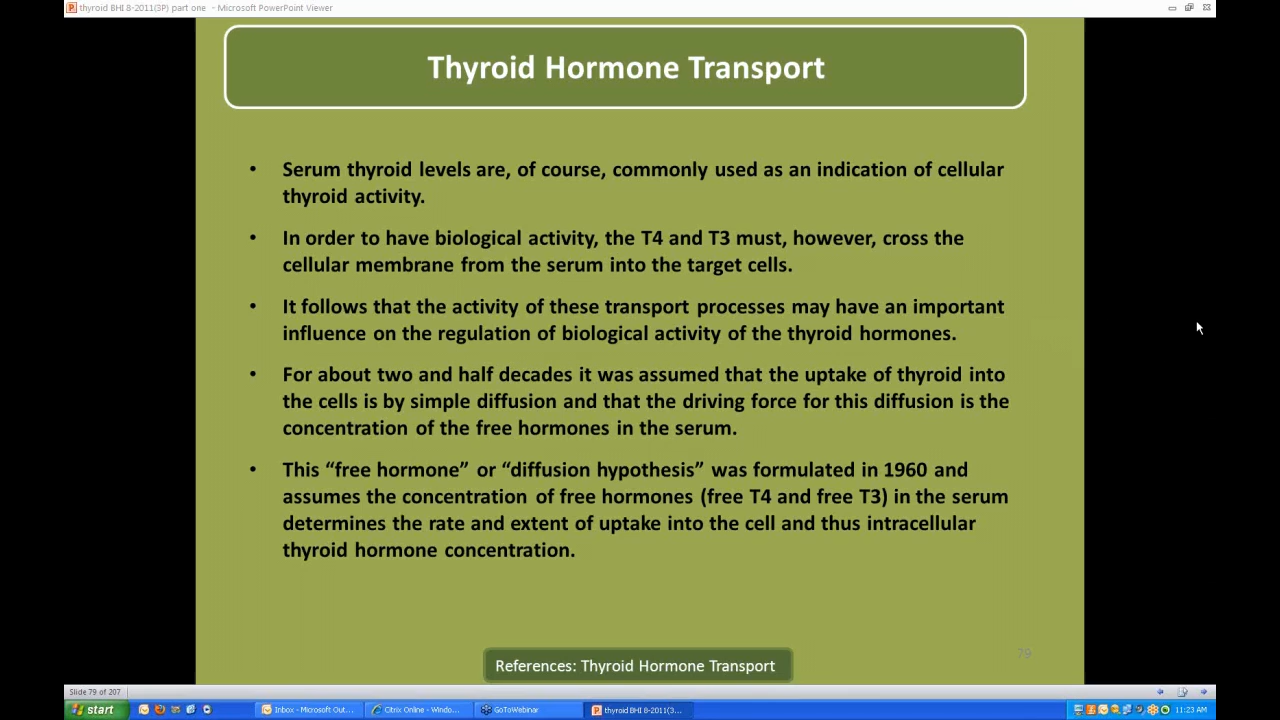 thyroid BHI 8-2011(3P) part one - Microsoft PowerPoint Viewer
Thyroid Hormone Transport
• Serum thyroid levels are, of course, commonly used as an indication of cellular
thyroid activity.
• In order to have biological activity, the T4 and T3 must, however, cross the
cellular membrane from the serum into the target cells.
• It follows that the activity of these transport processes may have an important
influence on the regulation of biological activity of the thyroid hormones.
• For about two and half decades it was assumed that the uptake of thyroid into
the cells is by simple diffusion and that the driving force for this diffusion is the
concentration of the free hormones in the serum.
• This “free hormone” or “diffusion hypothesis” was formulated in 1960 and
assumes the concentration of free hormones (free T4 and free T3) in the serum
determines the rate and extent of uptake into the cell and thus intracellular
thyroid hormone concentration.
79
References: Thyroid Hormone Transport
Slide 79 of 207
start
Inbox - Microsoft Out...
Citrix Online - Windo...
GoToWebinar
thyroid BHI 8-2011(3...
11:23 AM